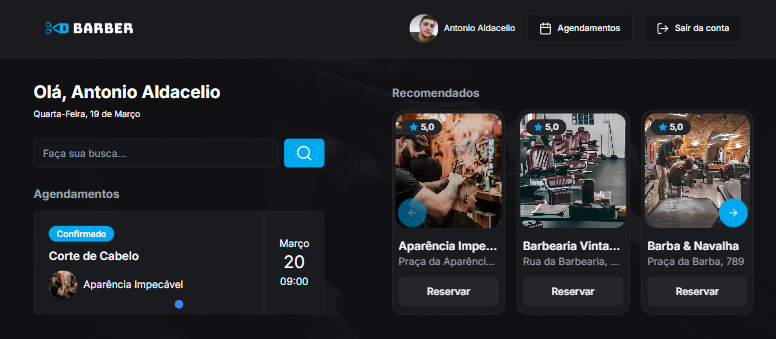 BARBER
Antonio Aldacelio
Agendamentos
Sair da conta
Olá, Antonio Aldacelio
Quarta-Feira, 19 de Março
Faça sua busca...
Agendamentos
Confirmado
Corte de Cabelo
Aparência Impecável
Março
20
09:00
Recomendados
5,0
Aparência Impe...
Praça da Aparênci...
Reservar
5,0
Barbearia Vinta...
Rua da Barbearia, ...
Reservar
5,0
Barba & Navalha
Praça da Barba, 789
Reservar